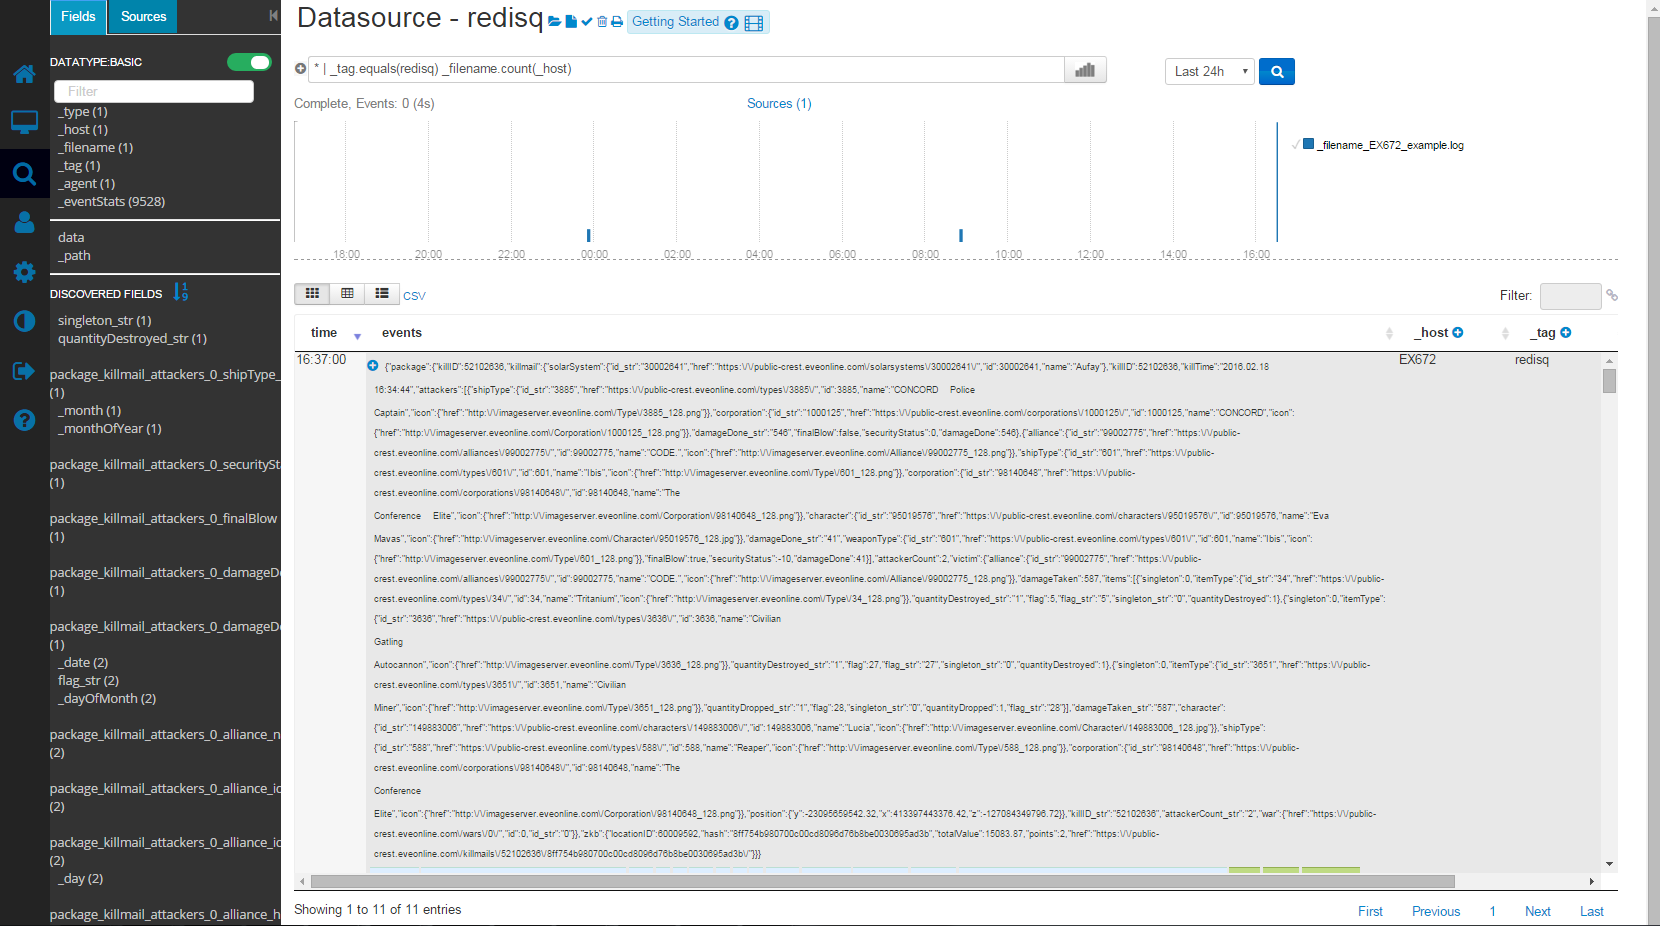 Fields
Sources
DATATYPE:BASIC
Filter
_type (1)
_host (1)
_filename (1)
_tag (1)
_agent (1)
_eventStats (9528)
data
_path
DISCOVERED FIELDS
1
9
singleton_str (1)
quantityDestroyed_str (1)
package_killmail_attackers_0_shipType_
(1)
_month (1)
_monthOfYear (1)
package_killmail_attackers_0_securitySta
(1)
package_killmail_attackers_0_finalBlow
(1)
package_killmail_attackers_0_damageDo
(1)
package_killmail_attackers_0_damageDo
(1)
_date (2)
flag_str (2)
_dayOfMonth (2)
package_killmail_attackers_0_alliance_n
(2)
package_killmail_attackers_0_alliance_ic
(2)
package_killmail_attackers_0_alliance_ic
(2)
_day (2)
package_killmail_attackers_0_alliance_h
Datasource - redisq
Getting Started
* | _tag.equals(redisq) _filename.count(_host)
Last 24h
Complete, Events: 0 (4s)
Sources (1)
_filename_EX672_example.log
18:00 20:00 22:00 00:00 02:00 04:00 06:00 08:00 10:00 12:00 14:00 16:00
CSV
Filter:
time events _host _tag
16:37:00 EX672 redisq
{"package":{"killID":52102636,"killmail":{"solarSystem":{"id_str":"30002641","href":"https:\/\/public-crest.eveonline.com\/solarsystems\/30002641\/","id":30002641,"name":"Aufay"},"killID":52102636,"killTime":"2016.02.18
16:34:44","attackers":[{"shipType":{"id_str":"3885","href":"https:\/\/public-crest.eveonline.com\/types\/3885\/","id":3885,"name":"CONCORD Police
Captain","icon":{"href":"http:\/\/imageserver.eveonline.com\/Type\/3885_128.png"}},"corporation":{"id_str":"1000125","href":"https:\/\/public-crest.eveonline.com\/corporations\/1000125\/","id":1000125,"name":"CONCORD","icon":
{"href":"http:\/\/imageserver.eveonline.com\/Corporation\/1000125_128.png"}},"damageDone_str":"546","finalBlow":false,"securityStatus":0,"damageDone":546},{"alliance":{"id_str":"99002775","href":"https:\/\/public-
crest.eveonline.com\/alliances\/99002775\/","id":99002775,"name":"CODE.","icon":{"href":"http:\/\/imageserver.eveonline.com\/Alliance\/99002775_128.png"}},"shipType":{"id_str":"601","href":"https:\/\/public-
crest.eveonline.com\/types\/601\/","id":601,"name":"Ibis","icon":{"href":"http:\/\/imageserver.eveonline.com\/Type\/601_128.png"}},"corporation":{"id_str":"98140648","href":"https:\/\/public-
crest.eveonline.com\/corporations\/98140648\/","id":98140648,"name":"The
Conference Elite","icon":{"href":"http:\/\/imageserver.eveonline.com\/Corporation\/98140648_128.png"}},"character":{"id_str":"95019576","href":"https:\/\/public-crest.eveonline.com\/characters\/95019576\/","id":95019576,"name":"Eva
Mavas","icon":{"href":"http:\/\/imageserver.eveonline.com\/Character\/95019576_128.jpg"}},"damageDone_str":"41","weaponType":{"id_str":"601","href":"https:\/\/public-crest.eveonline.com\/types\/601\/","id":601,"name":"Ibis","icon":
{"href":"http:\/\/imageserver.eveonline.com\/Type\/601_128.png"}},"finalBlow":true,"securityStatus":-10,"damageDone":41}],"attackerCount":2,"victim":{"alliance":{"id_str":"99002775","href":"https:\/\/public-
crest.eveonline.com\/alliances\/99002775\/","id":99002775,"name":"CODE.","icon":{"href":"http:\/\/imageserver.eveonline.com\/Alliance\/99002775_128.png"}},"damageTaken":587,"items":[{"singleton":0,"itemType":{"id_str":"34","href":"https:\/\/public-
crest.eveonline.com\/types\/34\/","id":34,"name":"Tritanium","icon":{"href":"http:\/\/imageserver.eveonline.com\/Type\/34_128.png"}},"quantityDestroyed_str":"1","flag":5,"flag_str":"5","singleton_str":"0","quantityDestroyed":1},{"singleton":0,"itemType":
{"id_str":"3636","href":"https:\/\/public-crest.eveonline.com\/types\/3636\/","id":3636,"name":"Civilian
Gatling
Autocannon","icon":{"href":"http:\/\/imageserver.eveonline.com\/Type\/3636_128.png"}},"quantityDestroyed_str":"1","flag":27,"flag_str":"27","singleton_str":"0","quantityDestroyed":1},{"singleton":0,"itemType":{"id_str":"3651","href":"https:\/\/public-
crest.eveonline.com\/types\/3651\/","id":3651,"name":"Civilian
Miner","icon":{"href":"http:\/\/imageserver.eveonline.com\/Type\/3651_128.png"}},"quantityDropped_str":"1","flag":28,"singleton_str":"0","quantityDropped":1,"flag_str":"28"}],"damageTaken_str":"587","character":
{"id_str":"149883006","href":"https:\/\/public-crest.eveonline.com\/characters\/149883006\/","id":149883006,"name":"Lucia","icon":{"href":"http:\/\/imageserver.eveonline.com\/Character\/149883006_128.jpg"}},"shipType":
{"id_str":"588","href":"https:\/\/public-crest.eveonline.com\/types\/588\/","id":588,"name":"Reaper","icon":{"href":"http:\/\/imageserver.eveonline.com\/Type\/588_128.png"}},"corporation":{"id_str":"98140648","href":"https:\/\/public-
crest.eveonline.com\/corporations\/98140648\/","id":98140648,"name":"The
Conference
Elite","icon":{"href":"http:\/\/imageserver.eveonline.com\/Corporation\/98140648_128.png"}},"position":{"y":-23095659542.32,"x":413397443376.42,"z":-127084349796.72}},"killID_str":"52102636","attackerCount_str":"2","war":{"href":"https:\/\/public-
crest.eveonline.com\/wars\/0\/","id":0,"id_str":"0"}},"zkb":{"locationID":60009592,"hash":"8ff754b980700c00cd8096d76b8be0030695ad3b","totalValue":15083.87,"points":2,"href":"https:\/\/public-
crest.eveonline.com\/killmails\/52102636\/8ff754b980700c00cd8096d76b8be0030695ad3b\/"}}}
Showing 1 to 11 of 11 entries
First Previous 1 Next Last